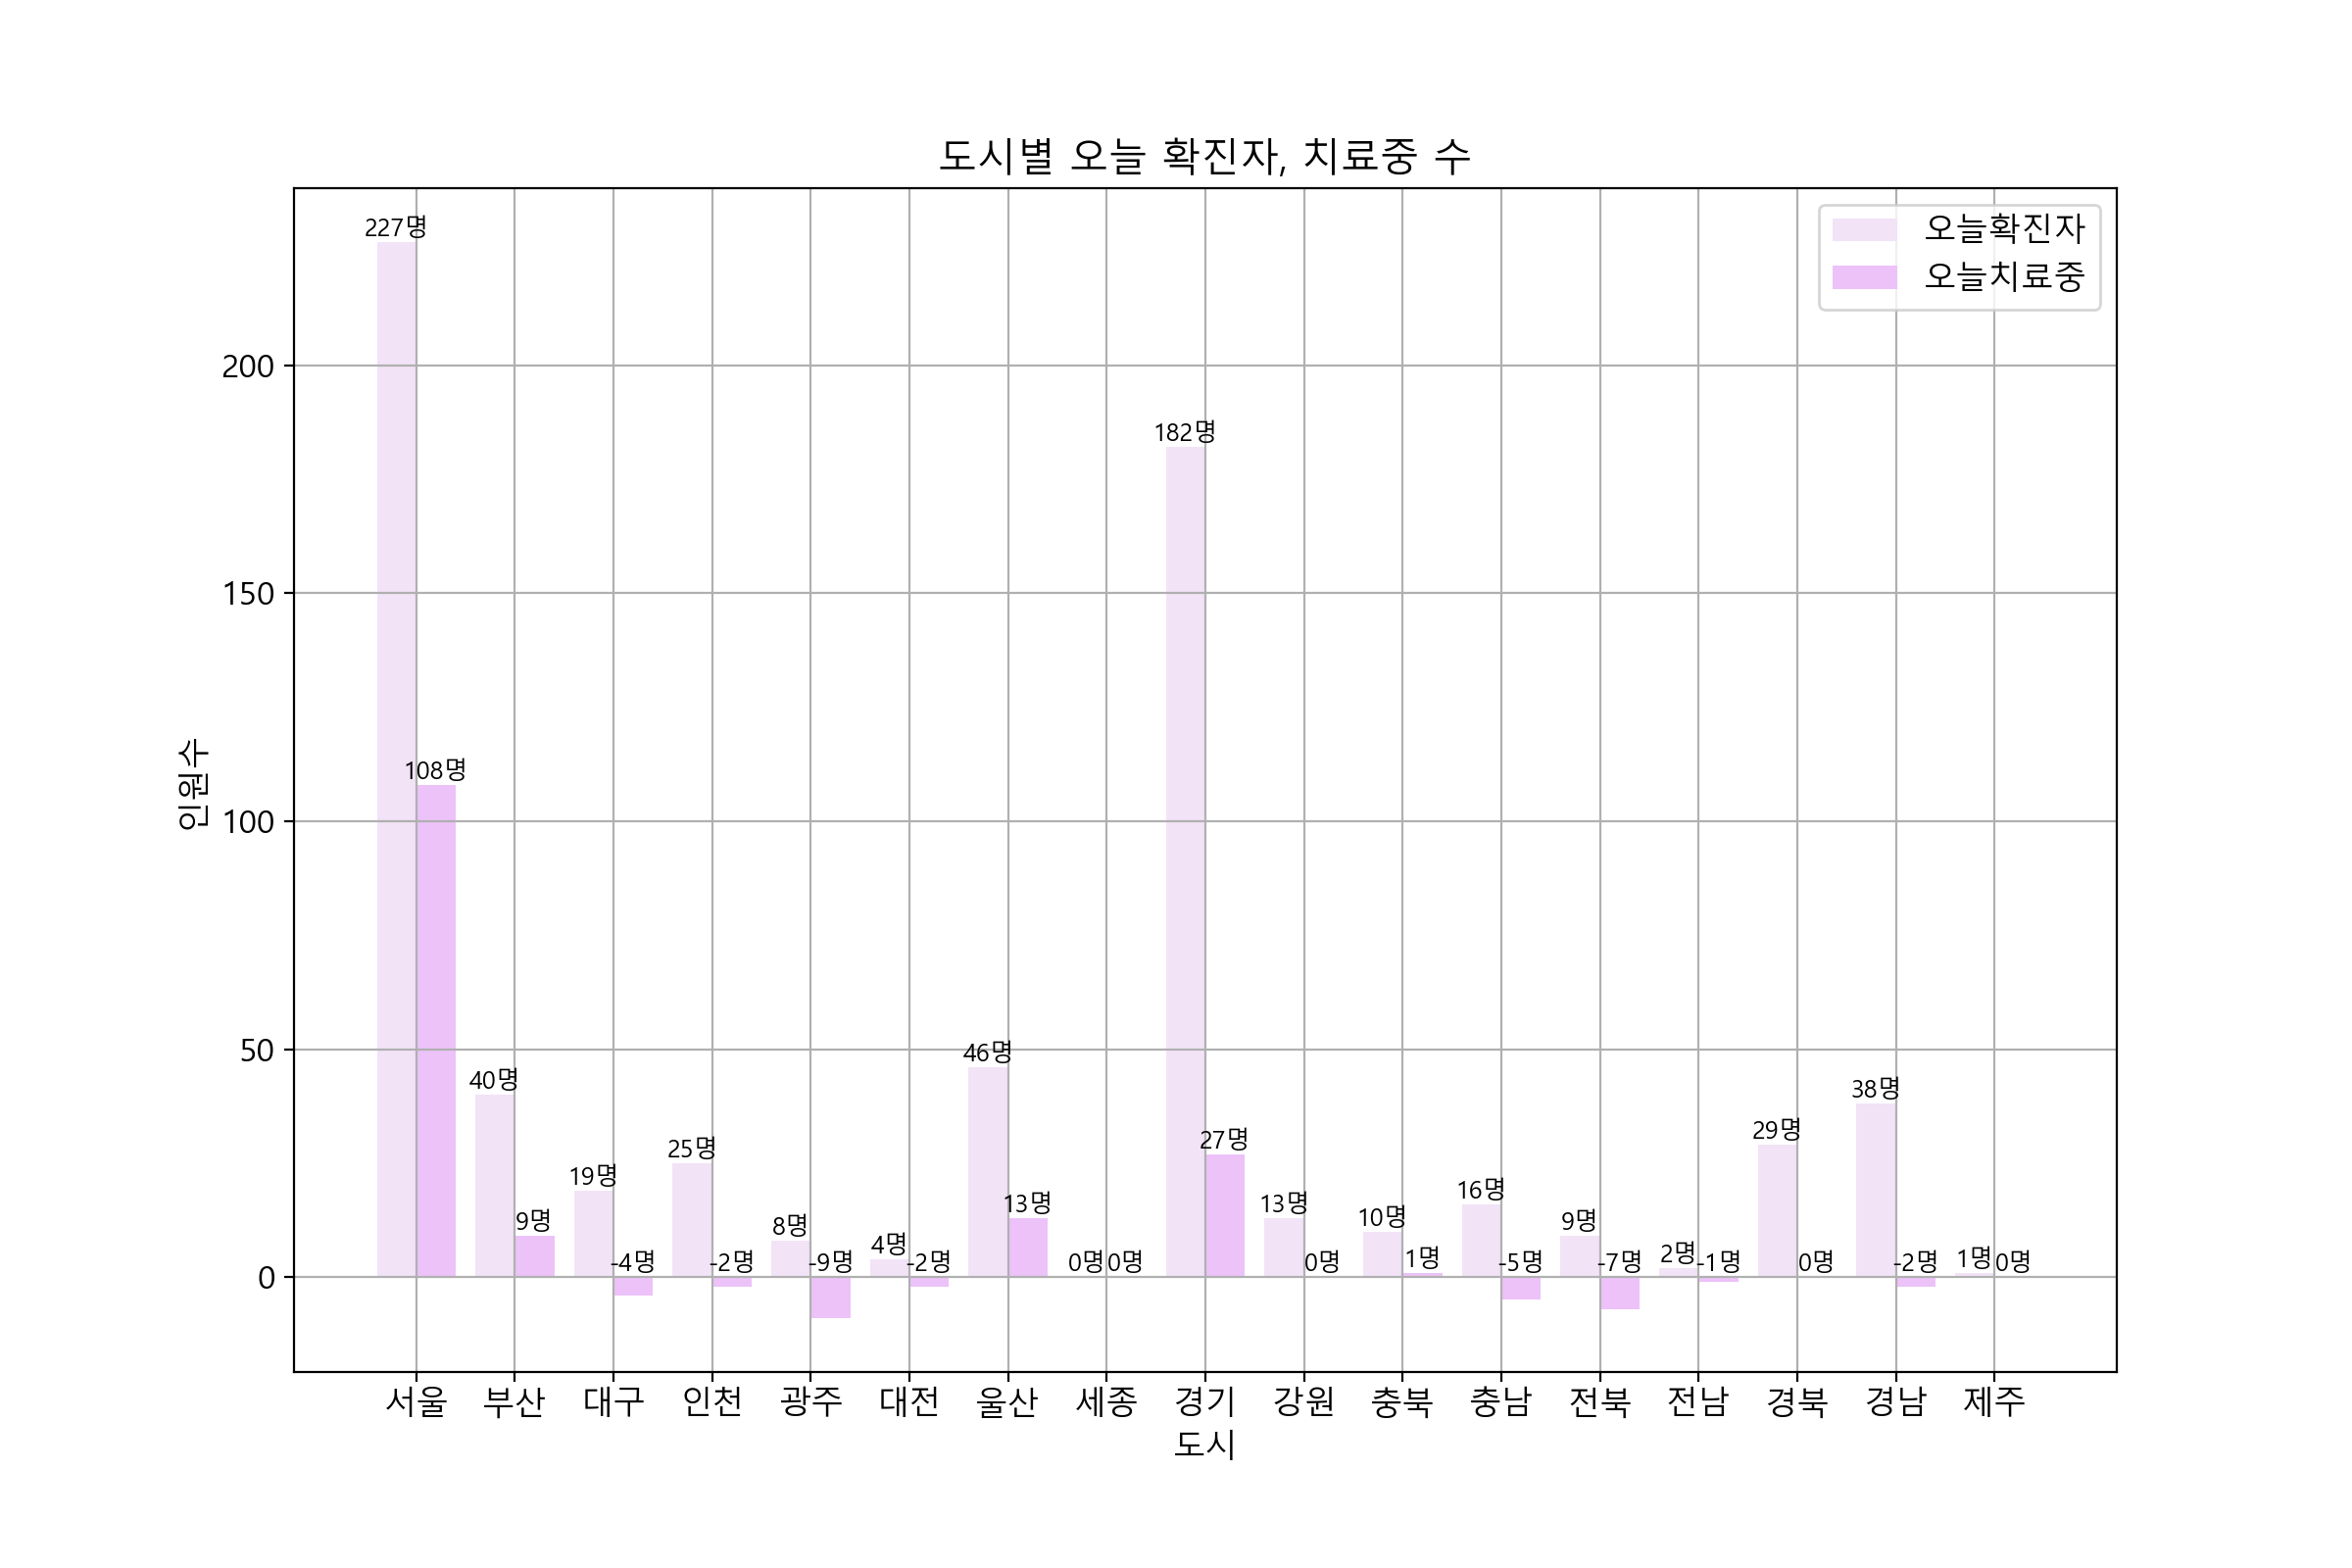 도시별 오늘 확진자, 치료중 수
오늘확진자
오늘치료중
인원수
200
150
100
50
0
227명
108명
40명
9명
19명
-4명
25명
-2명
8명
-9명
4명
-2명
46명
13명
0명
0명
182명
27명
13명
0명
10명
1명
16명
-5명
9명
-7명
2명
-1명
29명
0명
38명
-2명
1명
0명
서울 부산 대구 인천 광주 대전 울산 세종 경기 강원 충북 충남 전북 전남 경북 경남 제주
도시